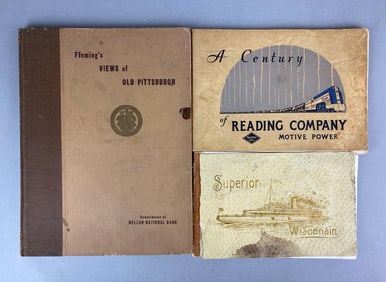 Fleming's
VIEWS of
OLD PITTSBURGH
Compliments of
MELLON NATIONAL BANK
A Century
of READING COMPANY
MOTIVE POWER
Superior
Wisconsin